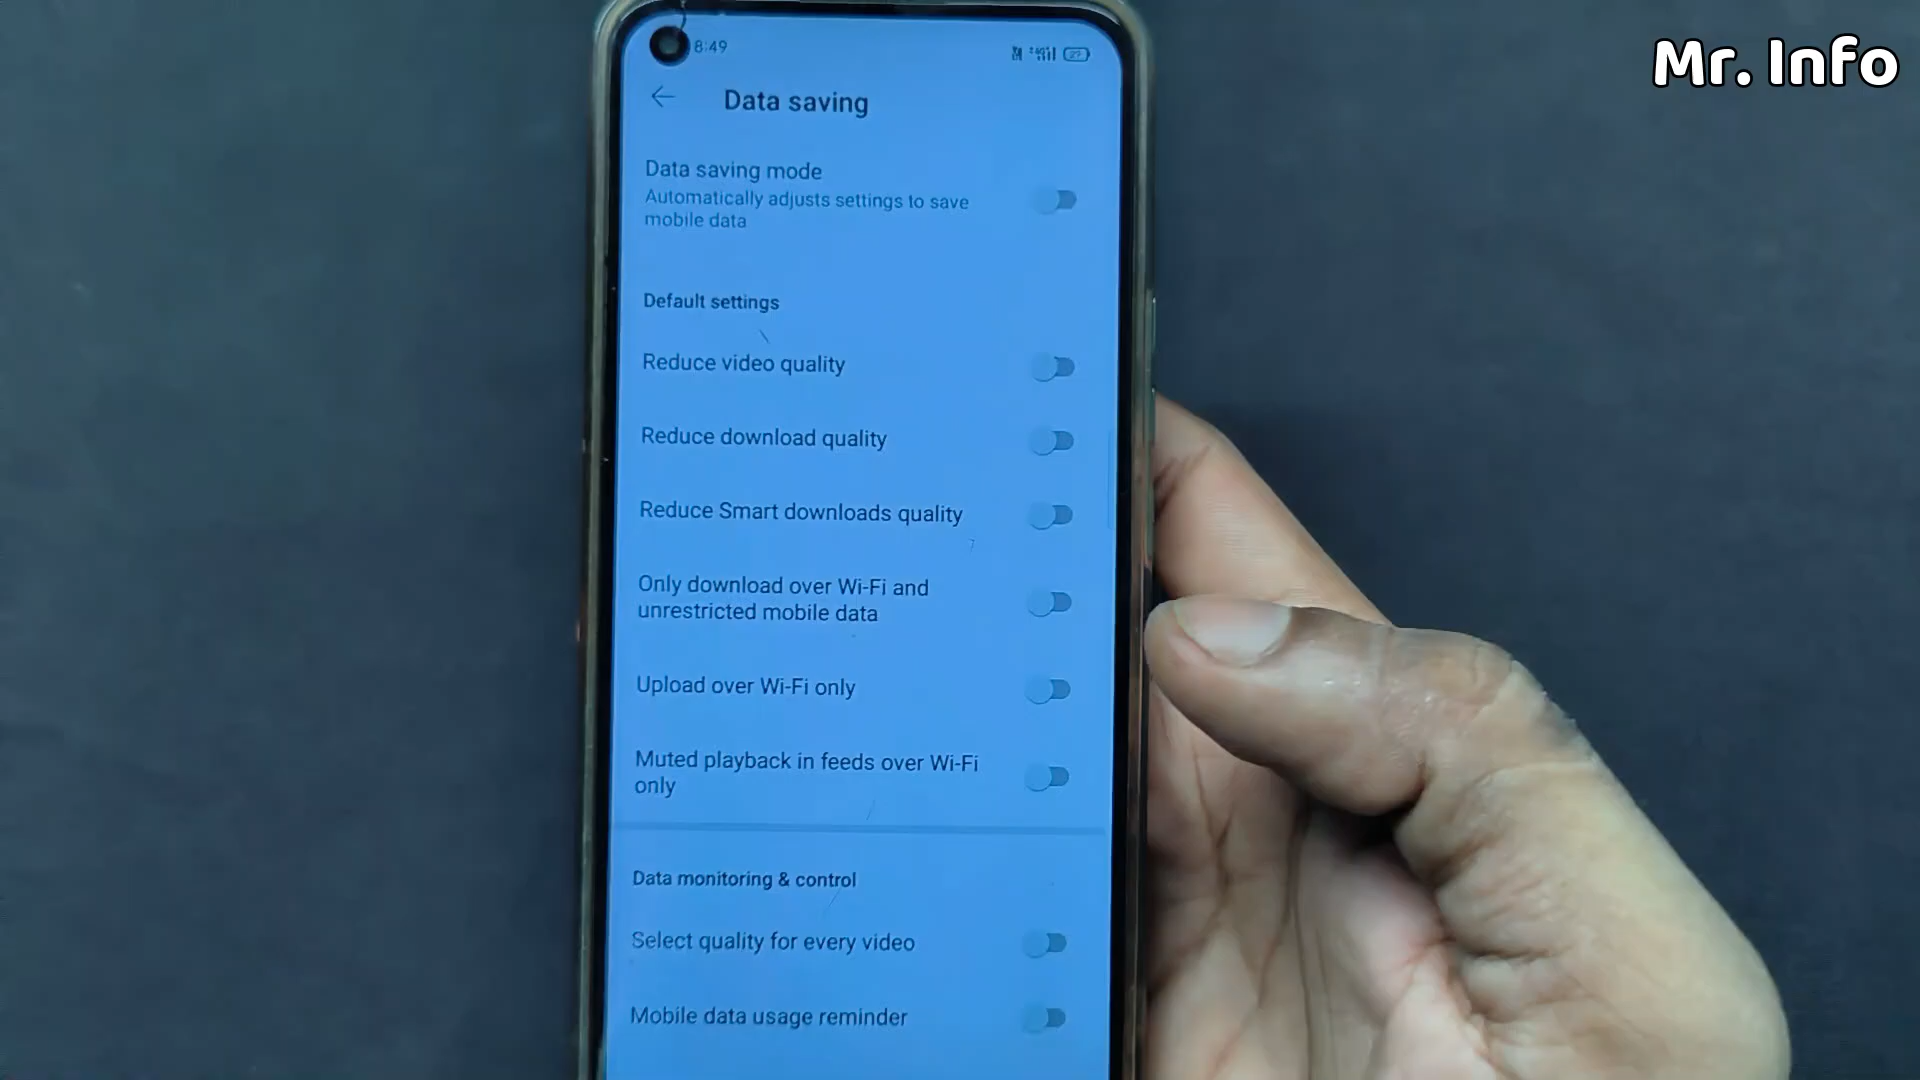 Mr. Info
8:49
Data saving
Data saving mode
Automatically adjusts settings to save
mobile data
Default settings
Reduce video quality
Reduce download quality
Reduce Smart downloads quality
Only download over Wi-Fi and
unrestricted mobile data
Upload over Wi-Fi only
Muted playback in feeds over Wi-Fi
only
Data monitoring & control
Select quality for every video
Mobile data usage reminder